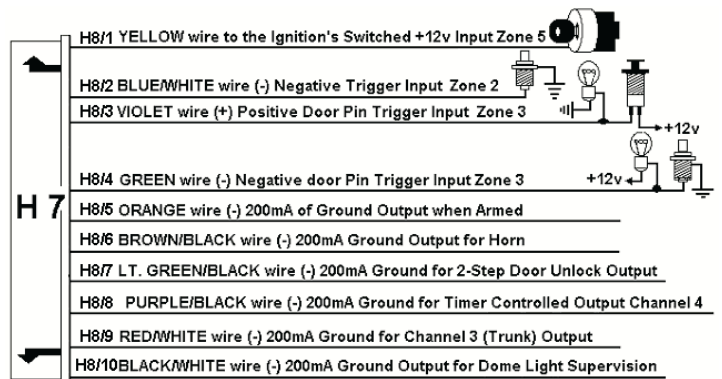 H8/1 YELLOW wire to the Ignition's Switched +12v Input Zone 5
H8/2 BLUE/WHITE wire (-) Negative Trigger Input Zone 2
H8/3 VIOLET wire (+) Positive Door Pin Trigger Input Zone 3
+12v
H8/4 GREEN wire (-) Negative door Pin Trigger Input Zone 3
+12v
H 7
H8/5 ORANGE wire (-) 200mA of Ground Output when Armed
H8/6 BROWN/BLACK wire (-) 200mA Ground Output for Horn
H8/7 LT. GREEN/BLACK wire (-) 200mA Ground for 2-Step Door Unlock Output
H8/8 PURPLE/BLACK wire (-) 200mA Ground for Timer Controlled Output Channel 4
H8/9 RED/WHITE wire (-) 200mA Ground for Channel 3 (Trunk) Output
H8/10BLACK/WHITE wire (-) 200mA Ground Output for Dome Light Supervision